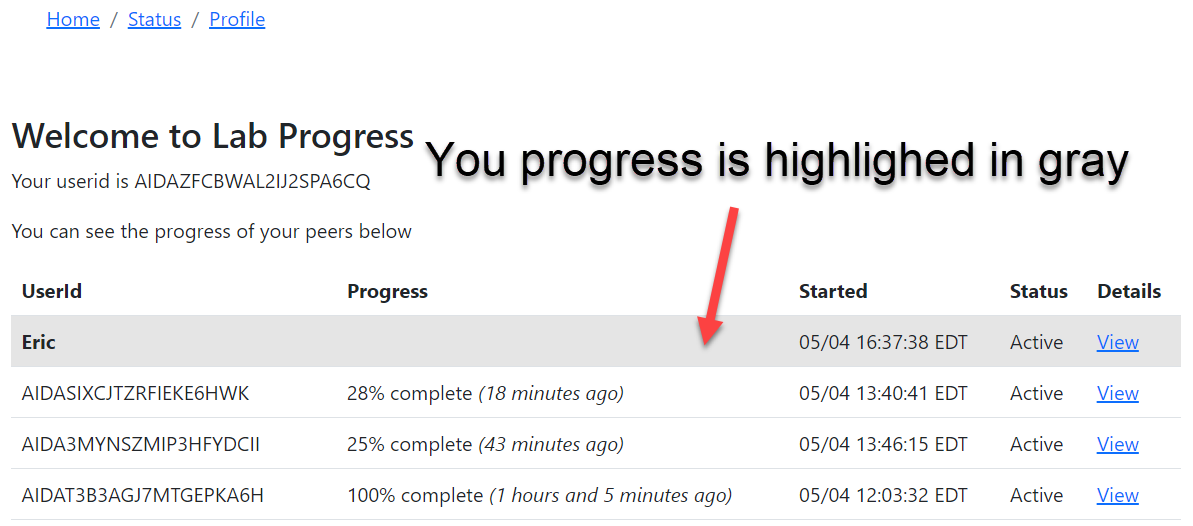 Home / Status / Profile
Welcome to Lab Progress
You progress is highlighed in gray
Your userid is AIDAZFCBWAL2IJ2SPA6CQ
You can see the progress of your peers below
UserId Progress Started Status Details
Eric 05/04 16:37:38 EDT Active View
AIDASIXCJTZRFIEKE6HWK 28% complete (18 minutes ago) 05/04 13:40:41 EDT Active View
AIDA3MYNSZMIP3HFYDCII 25% complete (43 minutes ago) 05/04 13:46:15 EDT Active View
AIDAT3B3AGJ7MTGEPKA6H 100% complete (1 hours and 5 minutes ago) 05/04 12:03:32 EDT Active View